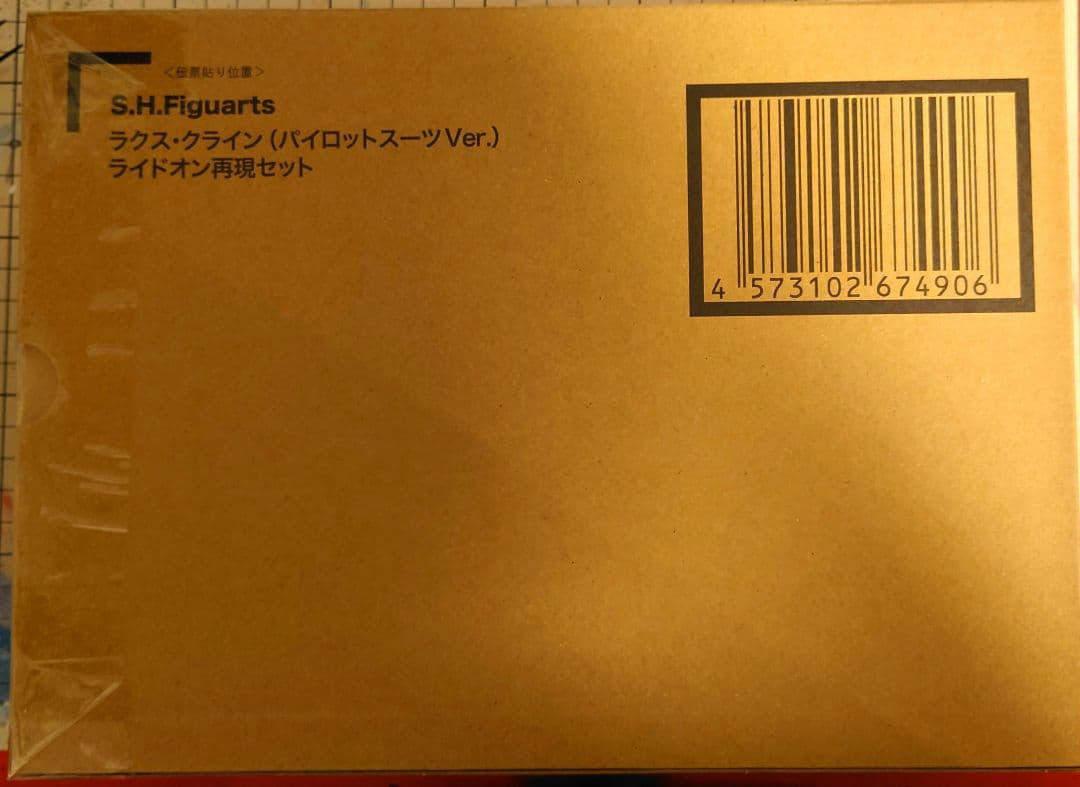 ＜伝票貼り位置＞
S.H.Figuarts
ラクス・クライン（パイロットスーツVer.）
ライドオン再現セット
4 573102 674906